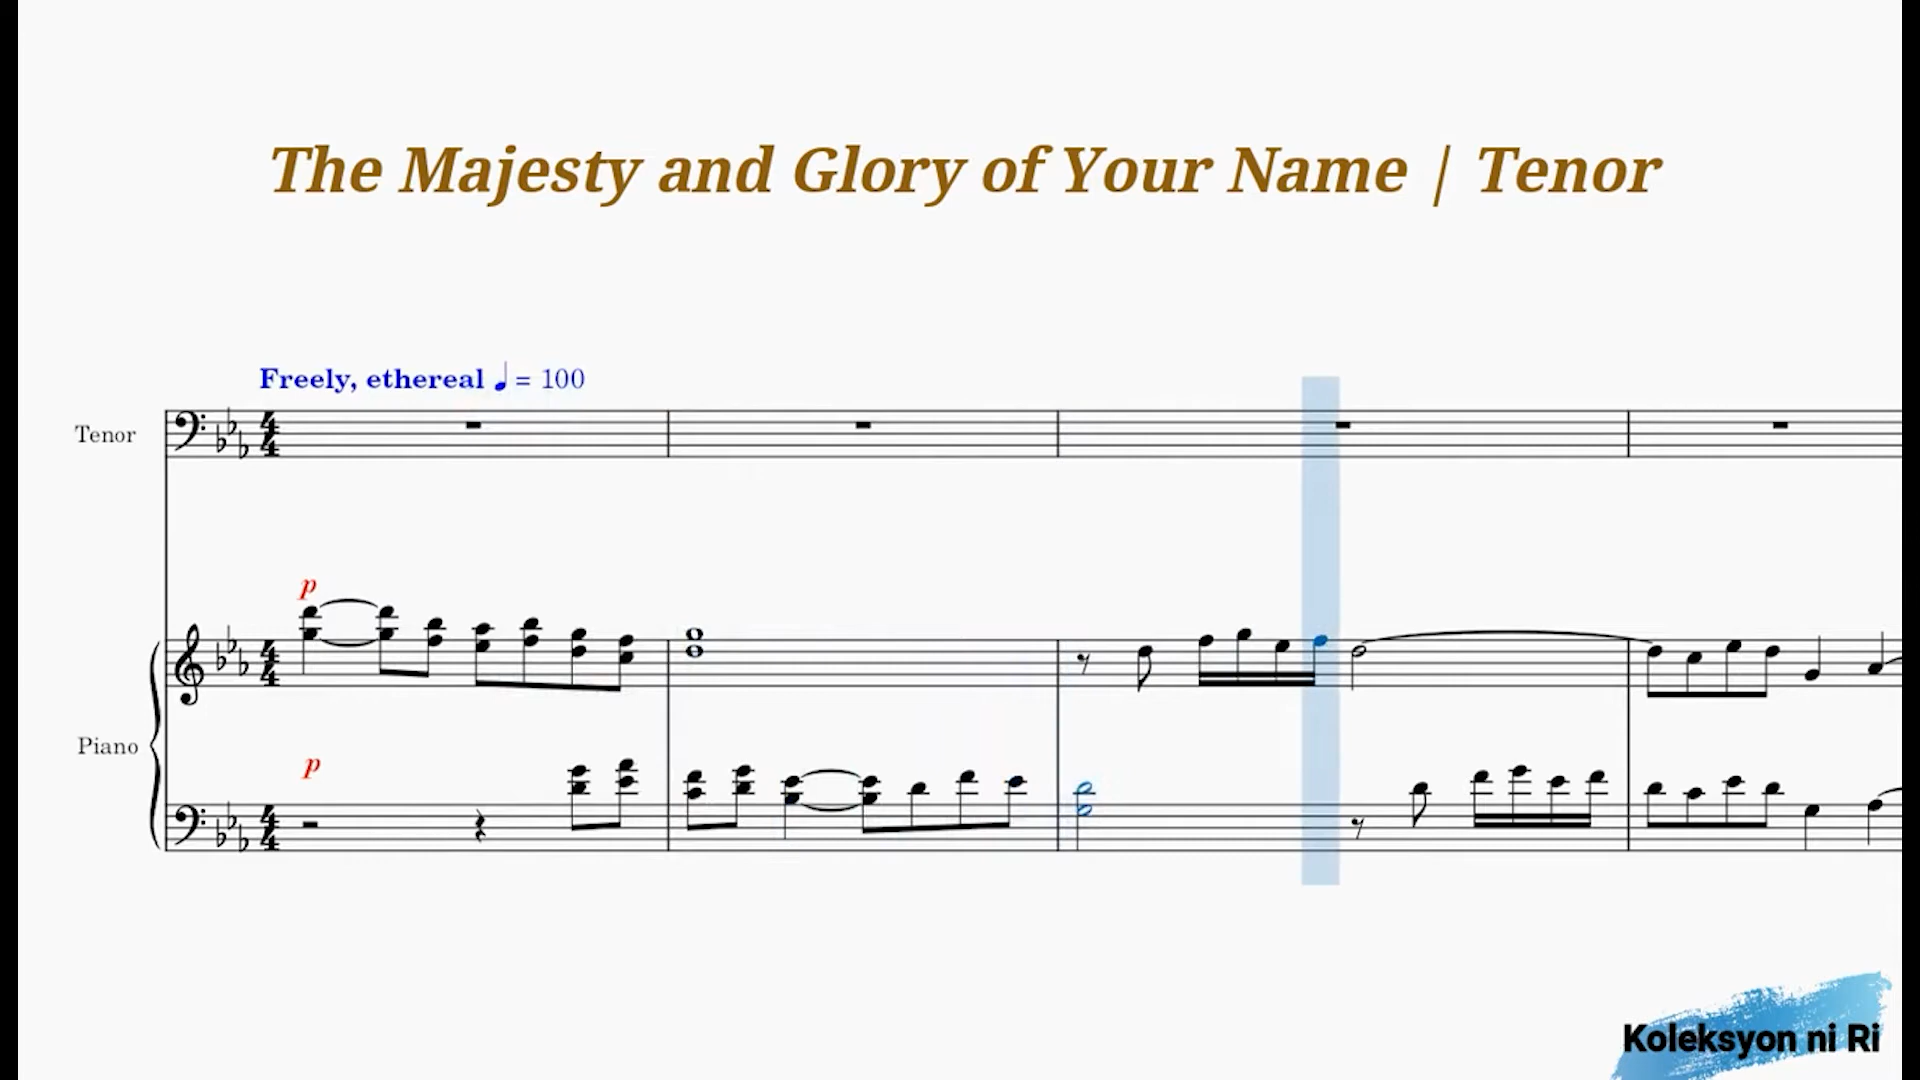 The Majesty and Glory of Your Name | Tenor
Freely, ethereal ♩ = 100
Tenor
p
Piano
p
Koleksyon ni Ri